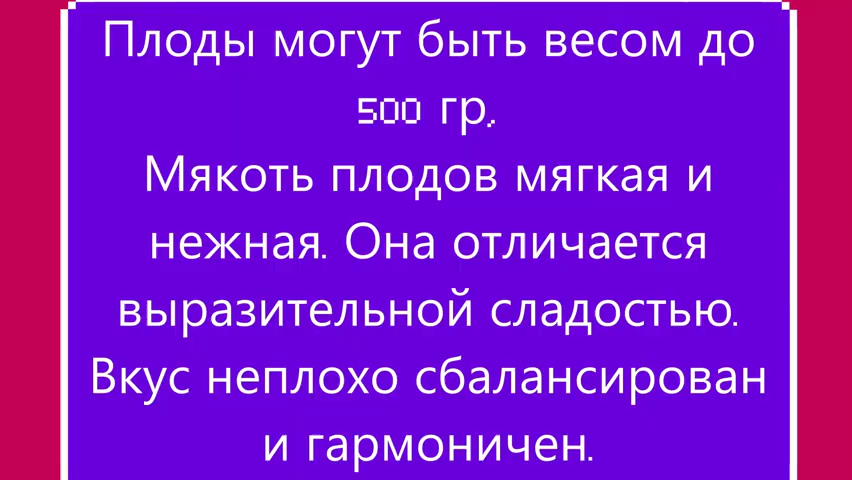 Плоды могут быть весом до
500 гр.
Мякоть плодов мягкая и
нежная. Она отличается
выразительной сладостью.
Вкус неплохо сбалансирован
и гармоничен.